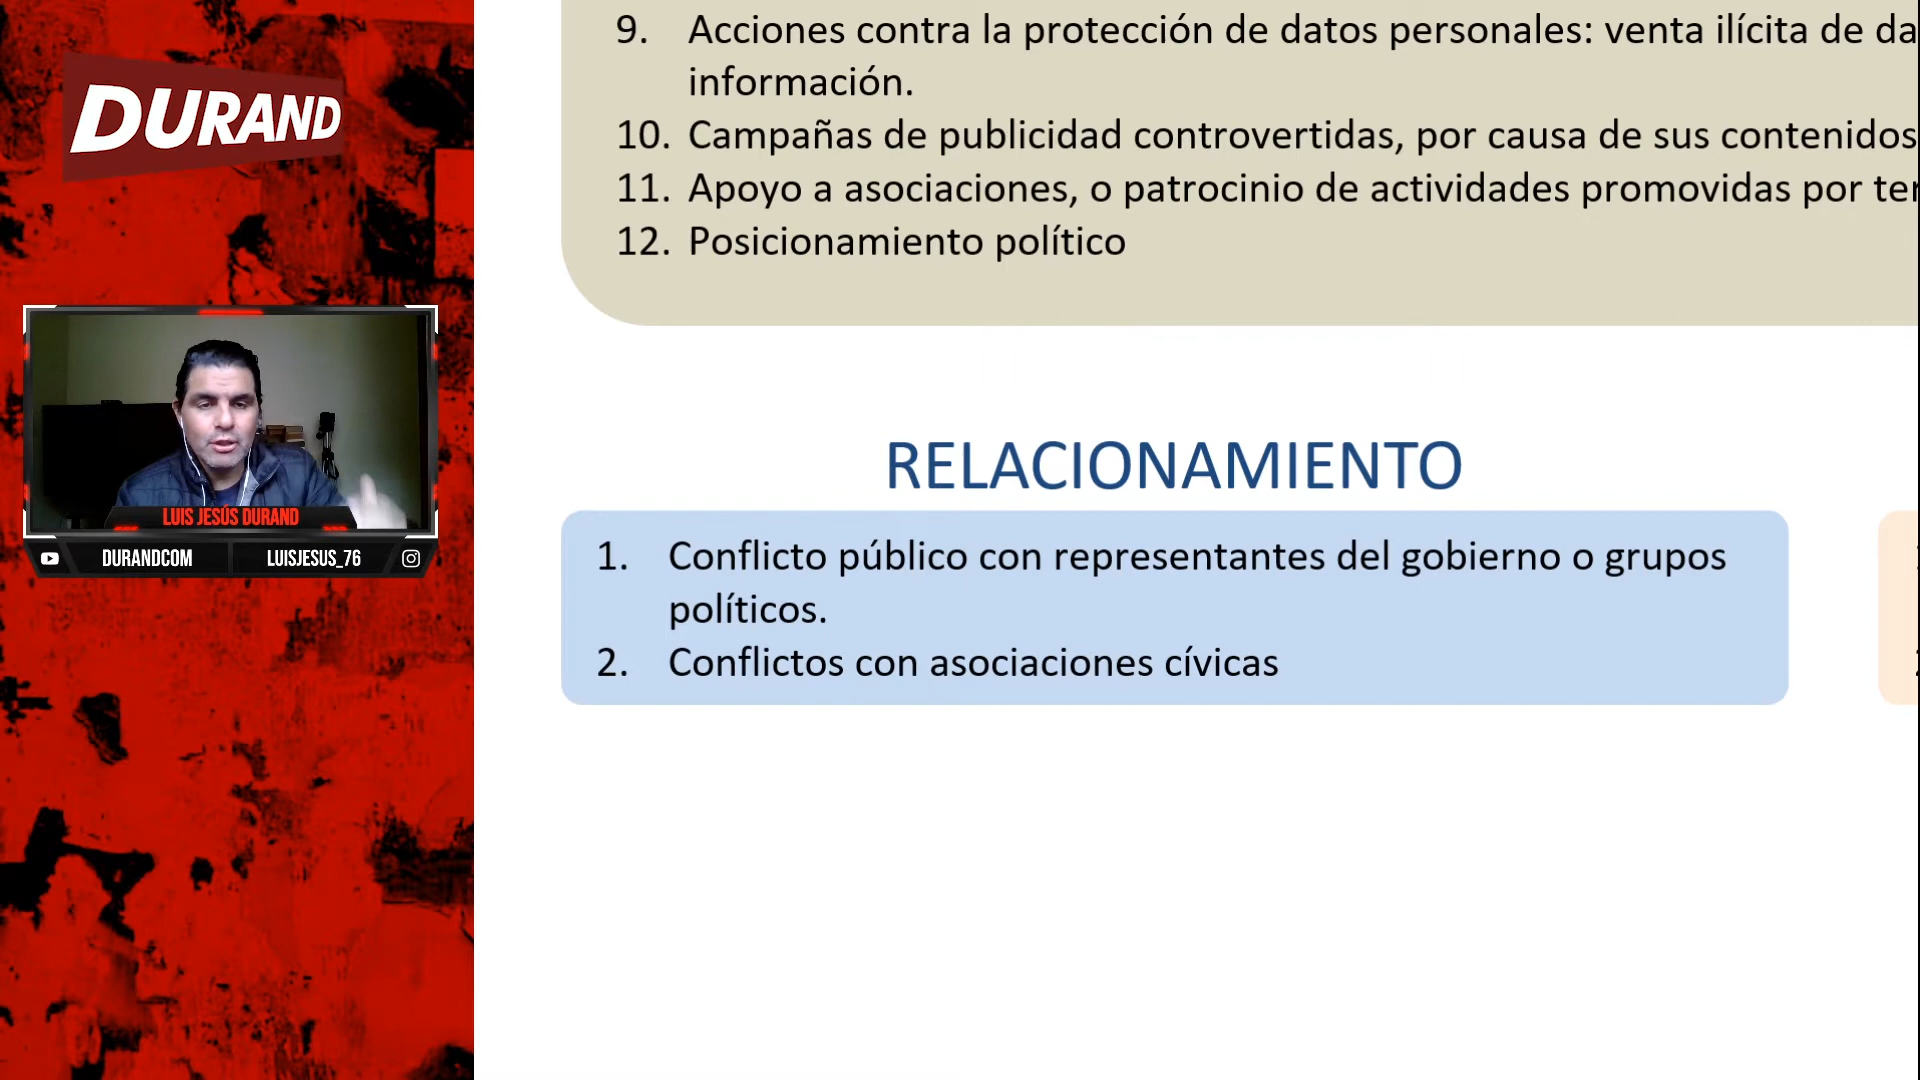 DURAND
LUIS JESÚS DURAND
DURANDCOM
LUISJESUS_76
9. Acciones contra la protección de datos personales: venta ilícita de da
información.
10. Campañas de publicidad controvertidas, por causa de sus contenidos
11. Apoyo a asociaciones, o patrocinio de actividades promovidas por ter
12. Posicionamiento político
RELACIONAMIENTO
1. Conflicto público con representantes del gobierno o grupos
políticos.
2. Conflictos con asociaciones cívicas